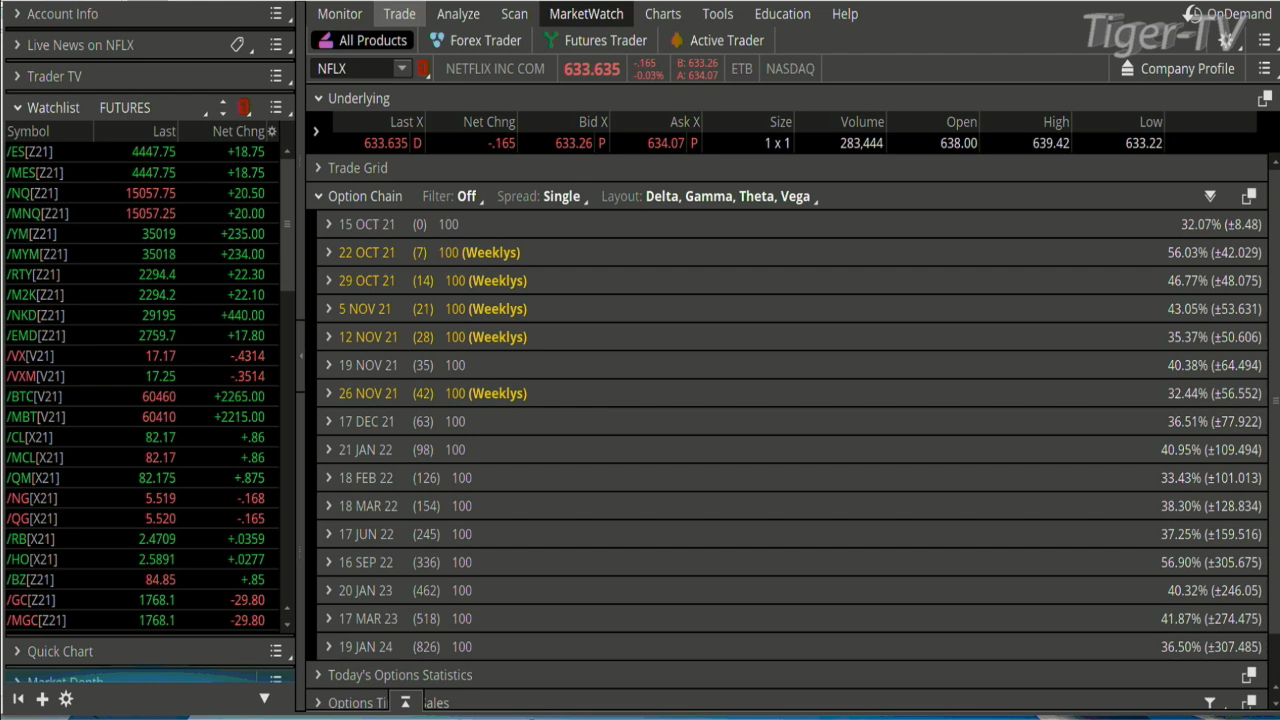 Account Info
Live News on NFLX
Trader TV
Watchlist FUTURES
Symbol Last Net Chng
/ES[Z21] 4447.75 +18.75
/MES[Z21] 4447.75 +18.75
/NQ[Z21] 15057.75 +20.50
/MNQ[Z21] 15057.25 +20.00
/YM[Z21] 35019 +235.00
/MYM[Z21] 35018 +234.00
/RTY[Z21] 2294.4 +22.30
/M2K[Z21] 2294.2 +22.10
/NKD[Z21] 29195 +440.00
/EMD[Z21] 2759.7 +17.80
/VX[V21] 17.17 -.4314
/VXM[V21] 17.25 -.3514
/BTC[V21] 60460 +2265.00
/MBT[V21] 60410 +2215.00
/CL[X21] 82.17 +.86
/MCL[X21] 82.17 +.86
/QM[X21] 82.175 +.875
/NG[X21] 5.519 -.168
/QG[X21] 5.520 -.165
/RB[X21] 2.4709 +.0359
/HO[X21] 2.5891 +.0277
/BZ[Z21] 84.85 +.85
/GC[Z21] 1768.1 -29.80
/MGC[Z21] 1768.1 -29.80
Quick Chart
Market Depth
Monitor Trade Analyze Scan MarketWatch Charts Tools Education Help OnDemand
Tiger-TV
All Products Forex Trader Futures Trader Active Trader
NFLX NETFLIX INC COM 633.635 -.165 -0.03% B: 633.26 A: 634.07 ETB NASDAQ Company Profile
Underlying
Last X Net Chng Bid X Ask X Size Volume Open High Low
633.635 D -.165 633.26 P 634.07 P 1 x 1 283,444 638.00 639.42 633.22
Trade Grid
Option Chain Filter: Off Spread: Single Layout: Delta, Gamma, Theta, Vega
15 OCT 21 (0) 100 32.07% (±8.48)
22 OCT 21 (7) 100 (Weeklys) 56.03% (±42.029)
29 OCT 21 (14) 100 (Weeklys) 46.77% (±48.075)
5 NOV 21 (21) 100 (Weeklys) 43.05% (±53.631)
12 NOV 21 (28) 100 (Weeklys) 35.37% (±50.606)
19 NOV 21 (35) 100 40.38% (±64.494)
26 NOV 21 (42) 100 (Weeklys) 32.44% (±56.552)
17 DEC 21 (63) 100 36.51% (±77.922)
21 JAN 22 (98) 100 40.95% (±109.494)
18 FEB 22 (126) 100 33.43% (±101.013)
18 MAR 22 (154) 100 38.30% (±128.834)
17 JUN 22 (245) 100 37.25% (±159.516)
16 SEP 22 (336) 100 56.90% (±305.675)
20 JAN 23 (462) 100 40.32% (±246.05)
17 MAR 23 (518) 100 41.87% (±274.475)
19 JAN 24 (826) 100 36.50% (±307.485)
Today's Options Statistics
Options Ti ales